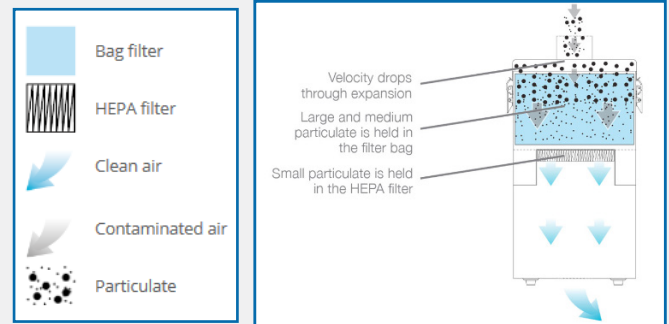 Bag filter
HEPA filter
Clean air
Contaminated air
Particulate
Velocity drops
through expansion
Large and medium
particulate is held in
the filter bag
Small particulate is held
in the HEPA filter